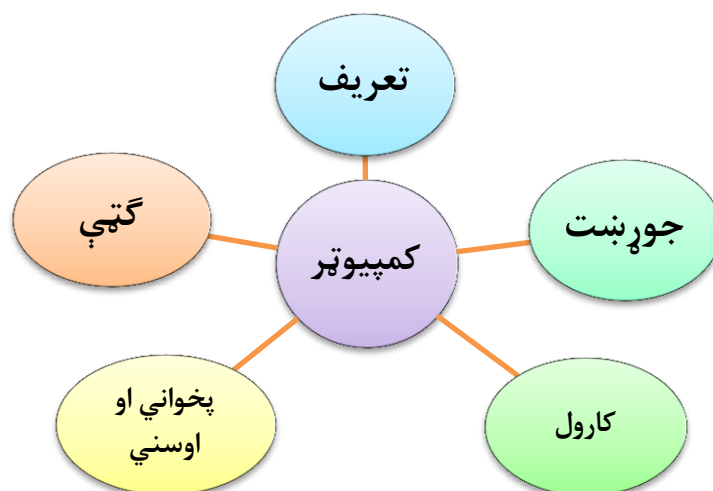 تعریف
جوړښت
ګټې
کمپیوټر
پخواني او
اوسني
کارول